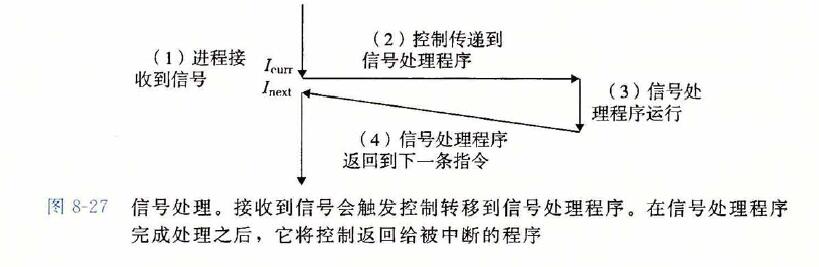 (1)进程接
收到信号
I curr
I next
(2)控制传递到
信号处理程序
(3)信号处
理程序运行
(4)信号处理程序
返回到下一条指令
图 8-27 信号处理。接收到信号会触发控制转移到信号处理程序。在信号处理程序
完成处理之后,它将控制返回给被中断的程序